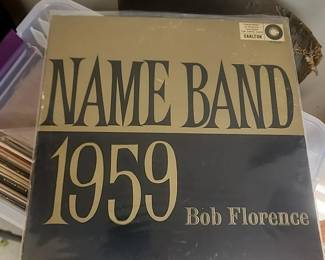 CARLTON
NAME BAND
1959
Bob Florence